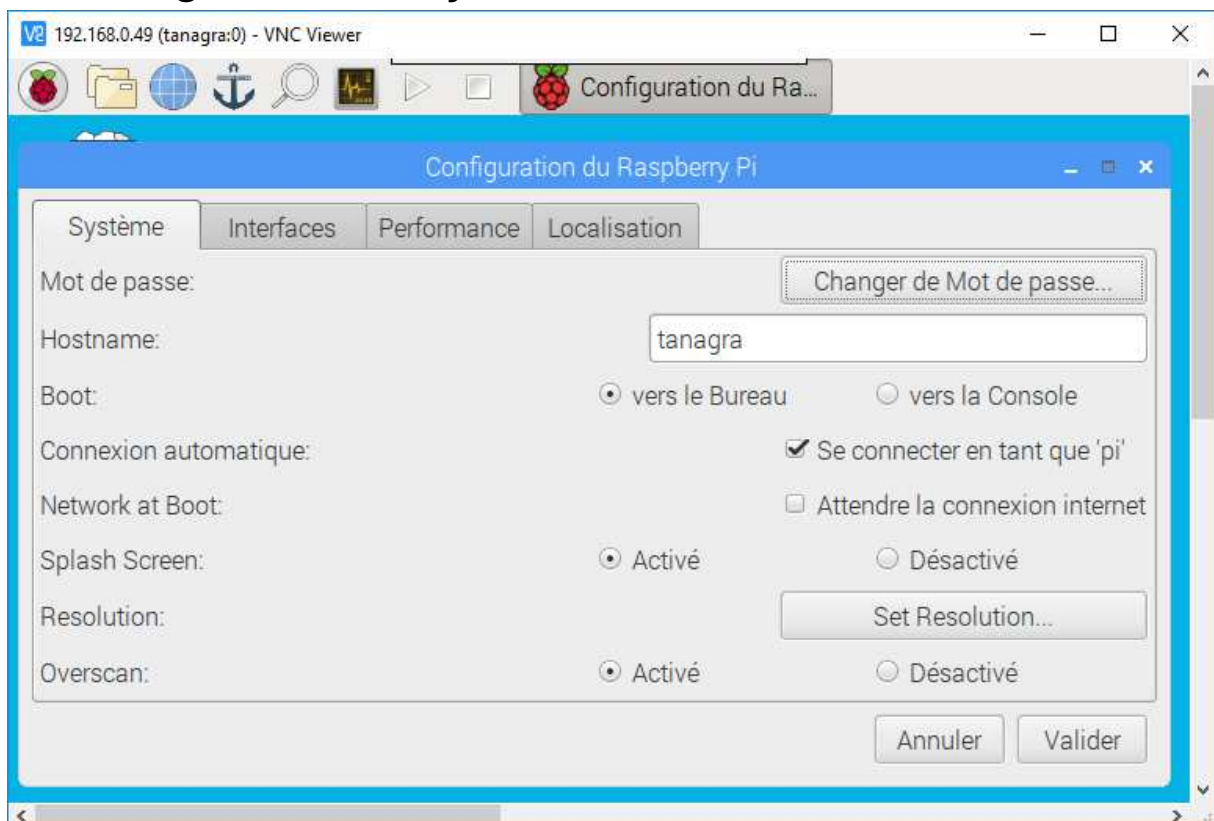 192.168.0.49 (tanagra:0) - VNC Viewer
Configuration du Ra...
Configuration du Raspberry Pi
Système Interfaces Performance Localisation
Mot de passe: Changer de Mot de passe...
Hostname: tanagra
Boot: vers le Bureau vers la Console
Connexion automatique: Se connecter en tant que 'pi'
Network at Boot: Attendre la connexion internet
Splash Screen: Activé Désactivé
Resolution: Set Resolution...
Overscan: Activé Désactivé
Annuler Valider